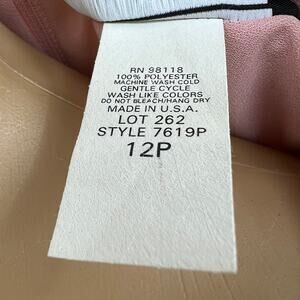 RN 98118
100% POLYESTER
MACHINE WASH COLD
GENTLE CYCLE
WASH LIKE COLORS
DO NOT BLEACH/HANG DRY
MADE IN U.S.A.
LOT 262
STYLE 7619P
12P